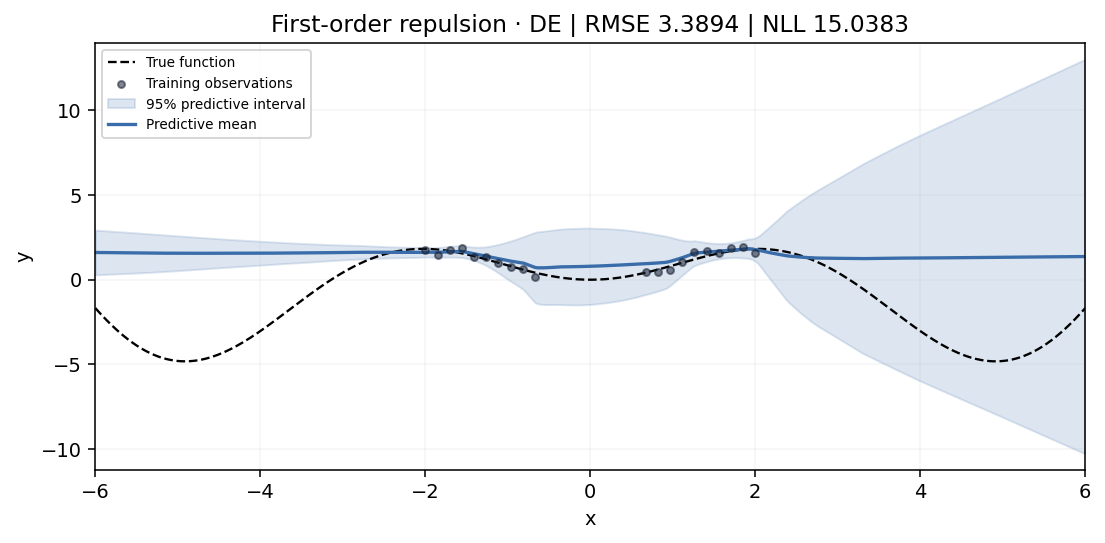 First-order repulsion · DE | RMSE 3.3894 | NLL 15.0383
True function
Training observations
95% predictive interval
Predictive mean
10
5
0
−5
−10
y
−6
−4
−2
0
2
4
6
x